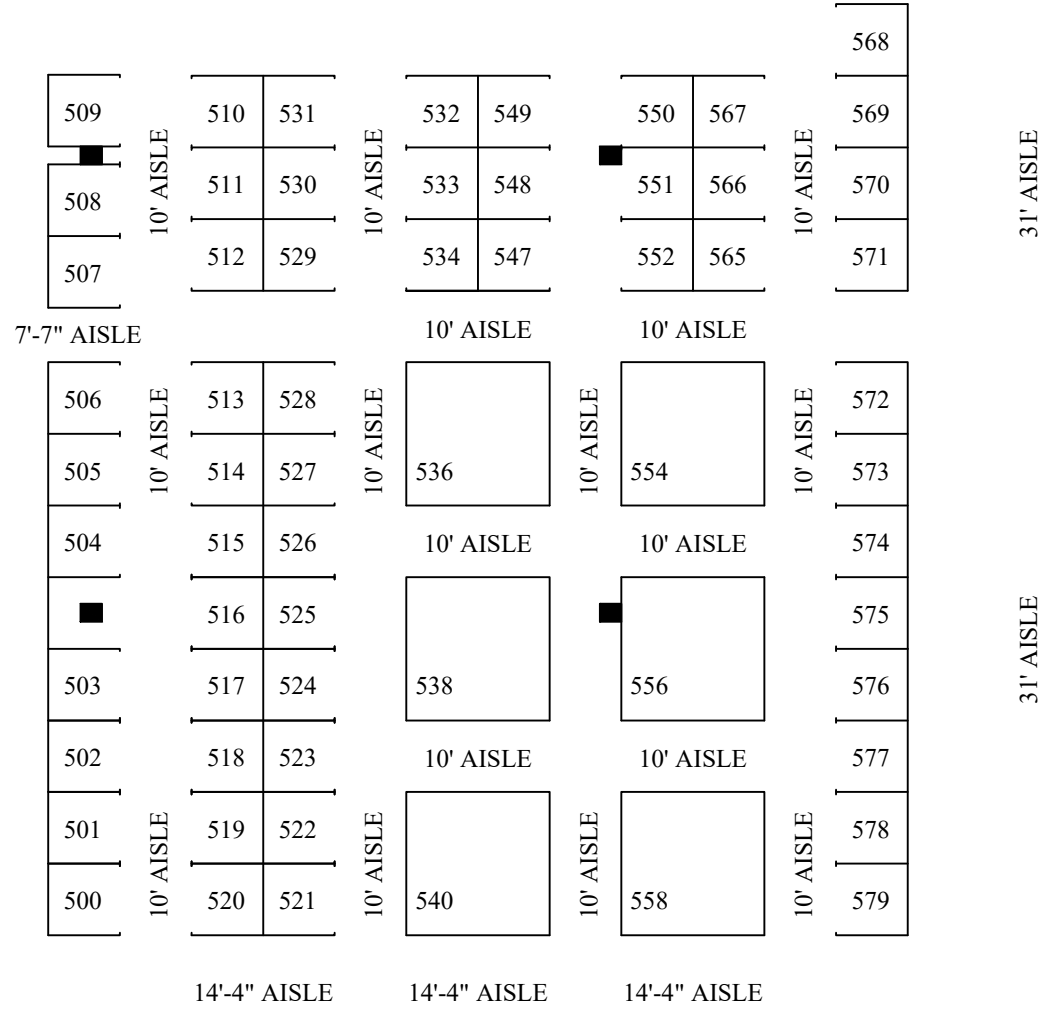 568
509 510 531 532 549 550 567 569
10' AISLE 10' AISLE 10' AISLE 31' AISLE
508 511 530 533 548 551 566 570
507 512 529 534 547 552 565 571
7'-7" AISLE 10' AISLE 10' AISLE
506 513 528 572
10' AISLE 10' AISLE 10' AISLE 10' AISLE
505 514 527 536 554 573
504 515 526 10' AISLE 10' AISLE 574
516 525 575
31' AISLE
503 517 524 538 556 576
502 518 523 10' AISLE 10' AISLE 577
501 519 522 578
10' AISLE 10' AISLE 10' AISLE 10' AISLE
500 520 521 540 558 579
14'-4" AISLE 14'-4" AISLE 14'-4" AISLE